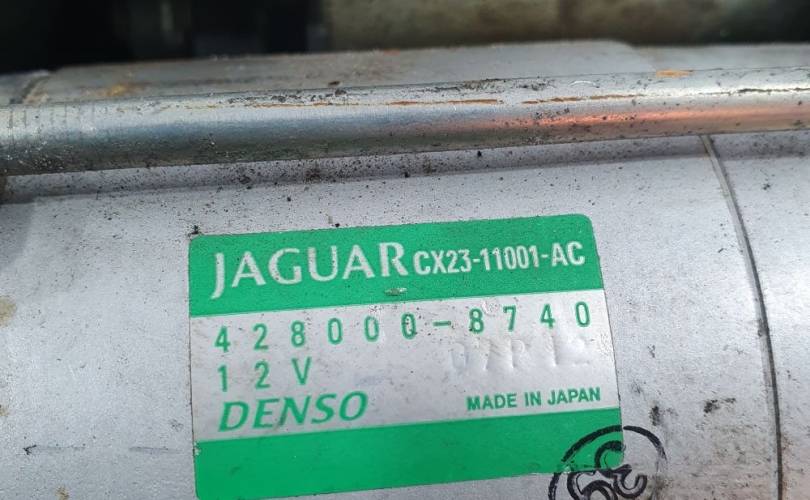 JAGUAR CX23-11001-AC
428000-8740
12V
DENSO MADE IN JAPAN